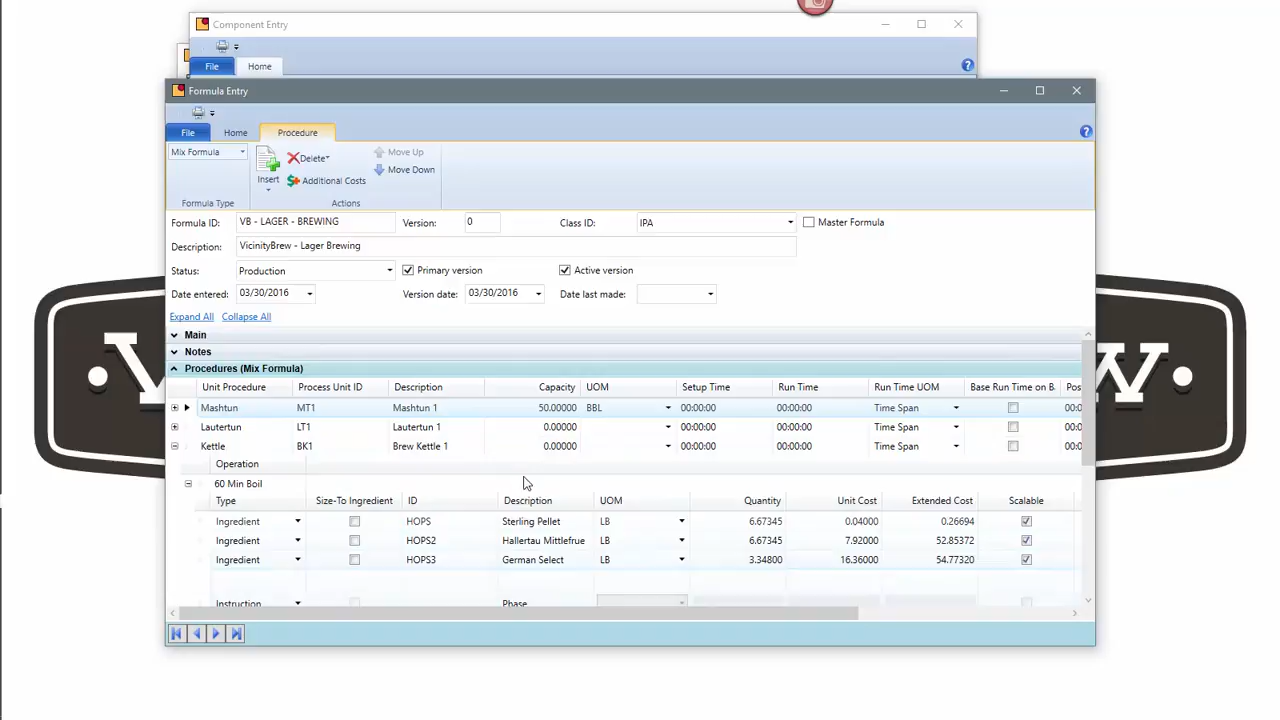 Component Entry
File Home
Formula Entry
File Home Procedure
Mix Formula
Insert
Delete
Additional Costs
Move Up
Move Down
Formula Type
Actions
Formula ID: VB - LAGER - BREWING Version: 0 Class ID: IPA Master Formula
Description: VicinityBrew - Lager Brewing
Status: Production Primary version Active version
Date entered: 03/30/2016 Version date: 03/30/2016 Date last made:
Expand All Collapse All
Main
Notes
Procedures (Mix Formula)
Unit Procedure Process Unit ID Description Capacity UOM Setup Time Run Time Run Time UOM Base Run Time on B
Mashtun MT1 Mashtun 1 50.00000 BBL 00:00:00 00:00:00 Time Span
Lautertun LT1 Lautertun 1 0.00000 00:00:00 00:00:00 Time Span
Kettle BK1 Brew Kettle 1 0.00000 00:00:00 00:00:00 Time Span
Operation
60 Min Boil
Type Size-To Ingredient ID Description UOM Quantity Unit Cost Extended Cost Scalable
Ingredient HOPS Sterling Pellet LB 6.67345 0.04000 0.26694
Ingredient HOPS2 Hallertau Mittlefrue LB 6.67345 7.92000 52.85372
Ingredient HOPS3 German Select LB 3.34800 16.36000 54.77320
Instruction Phase